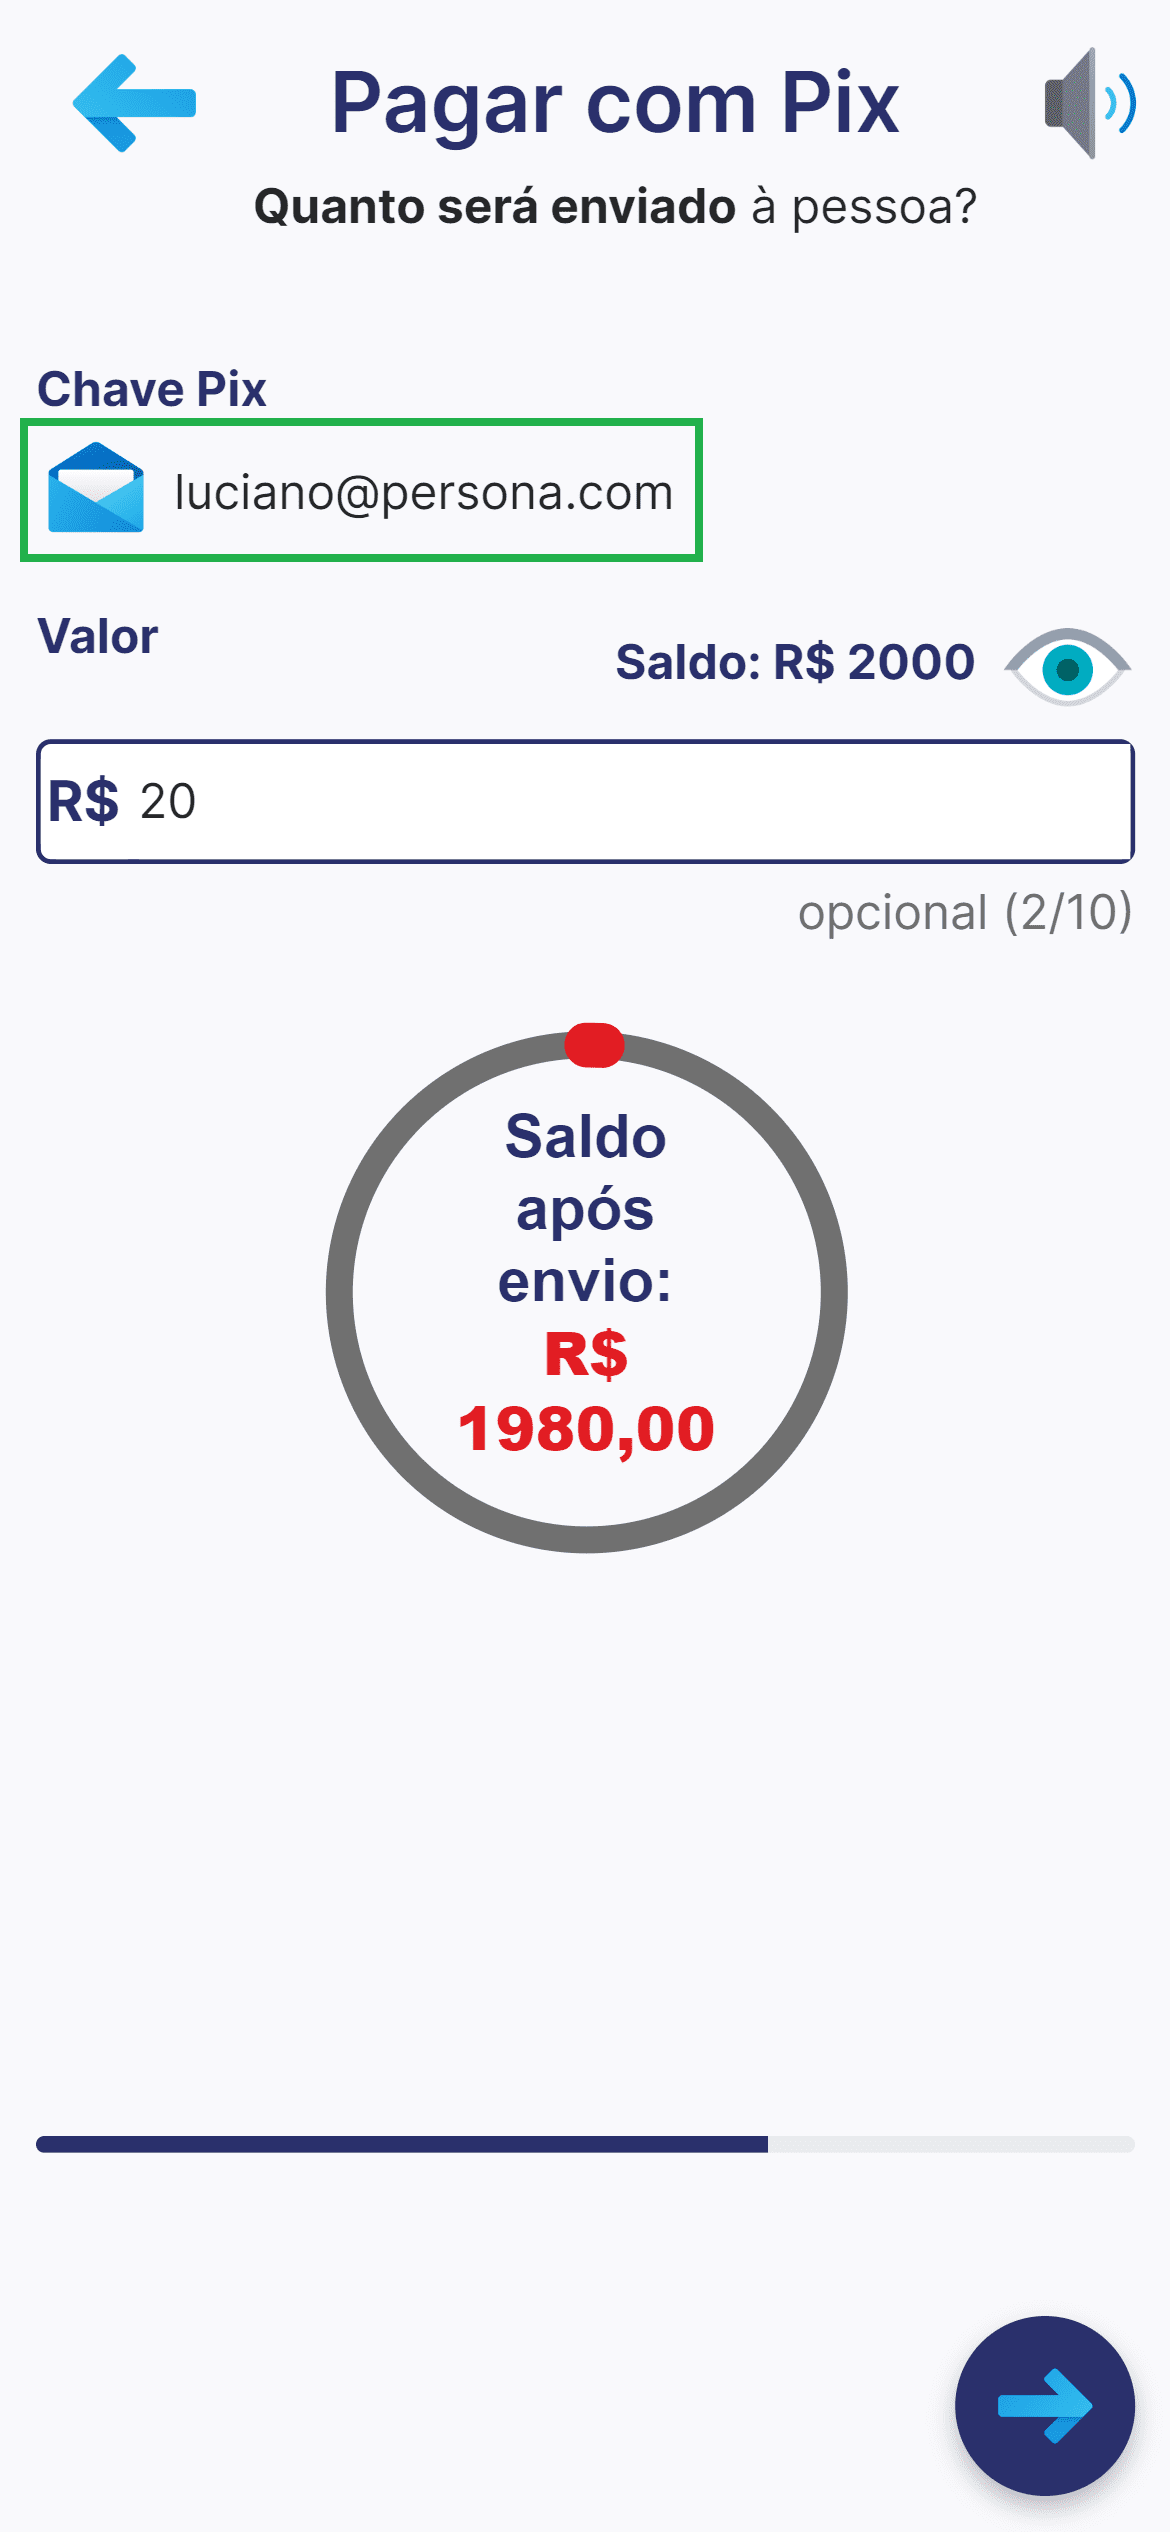 Pagar com Pix
Quanto será enviado à pessoa?
Chave Pix
luciano@persona.com
Valor
Saldo: R$ 2000
R$ 20
opcional (2/10)
Saldo
após
envio:
R$
1980,00